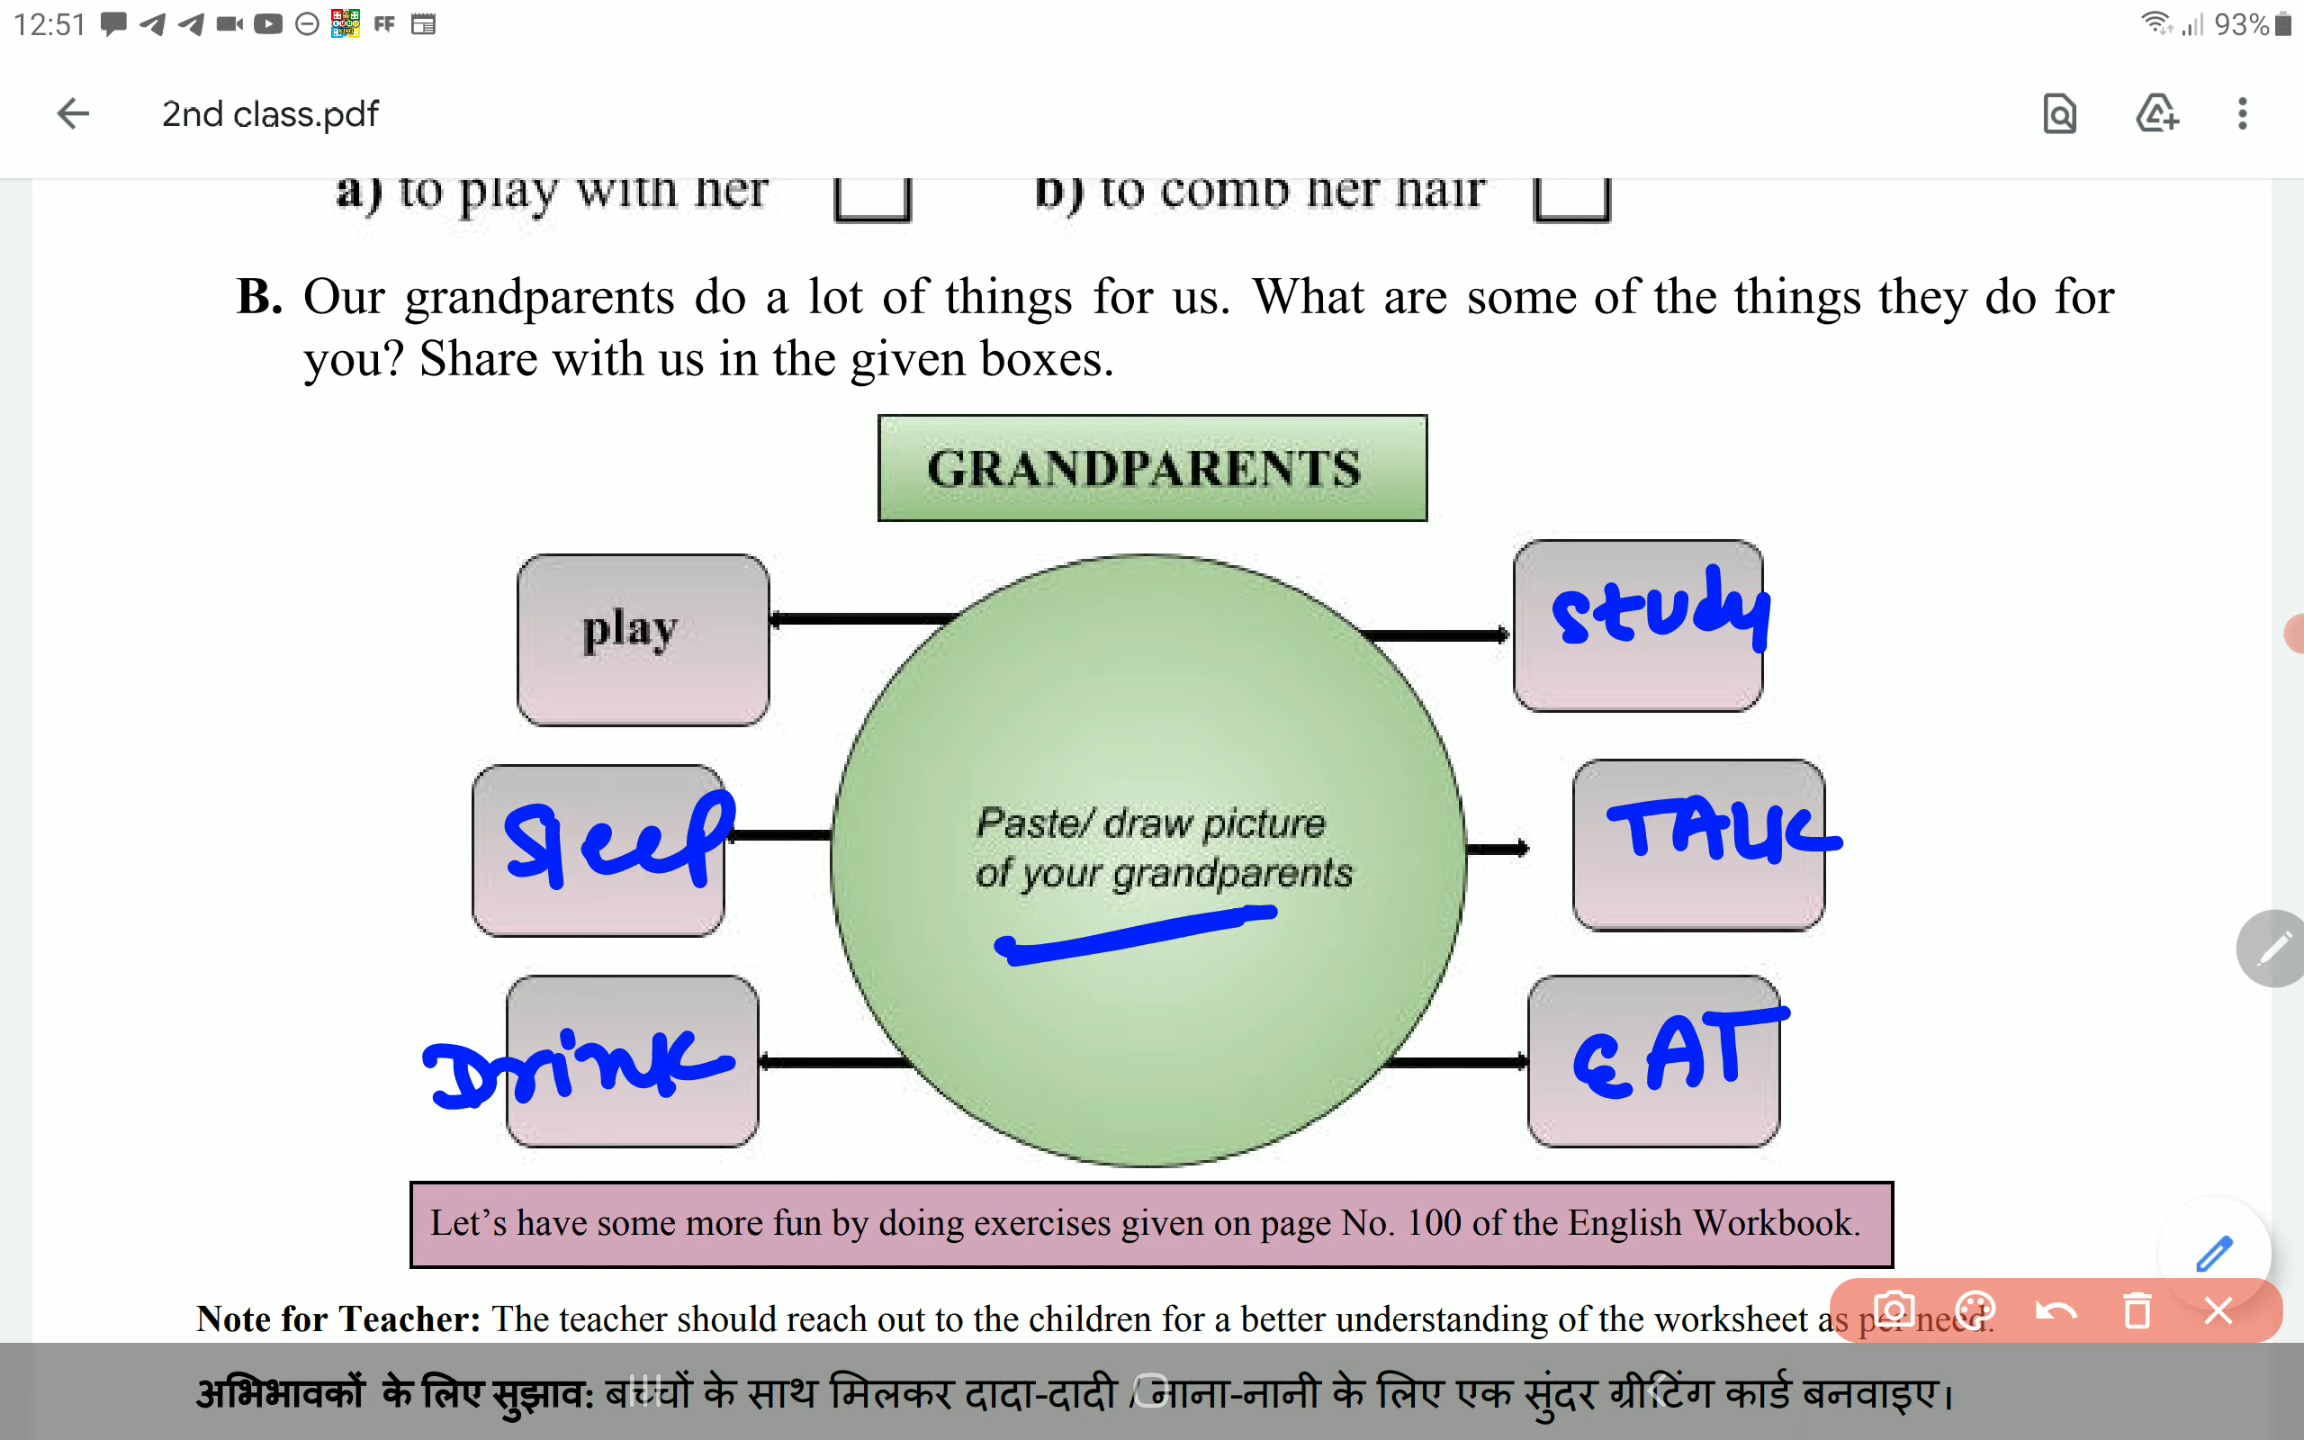 12:51 FF 93%
2nd class.pdf
a) to play with her b) to comb her hair
B. Our grandparents do a lot of things for us. What are some of the things they do for
you? Share with us in the given boxes.
GRANDPARENTS
play study
Sleep TALK
Paste/ draw picture
of your grandparents
Drink EAT
Let's have some more fun by doing exercises given on page No. 100 of the English Workbook.
Note for Teacher: The teacher should reach out to the children for a better understanding of the worksheet as per need.
अभिभावकों के लिए सुझाव: बच्चों के साथ मिलकर दादा-दादी / नाना-नानी के लिए एक सुंदर ग्रीटिंग कार्ड बनवाइए।